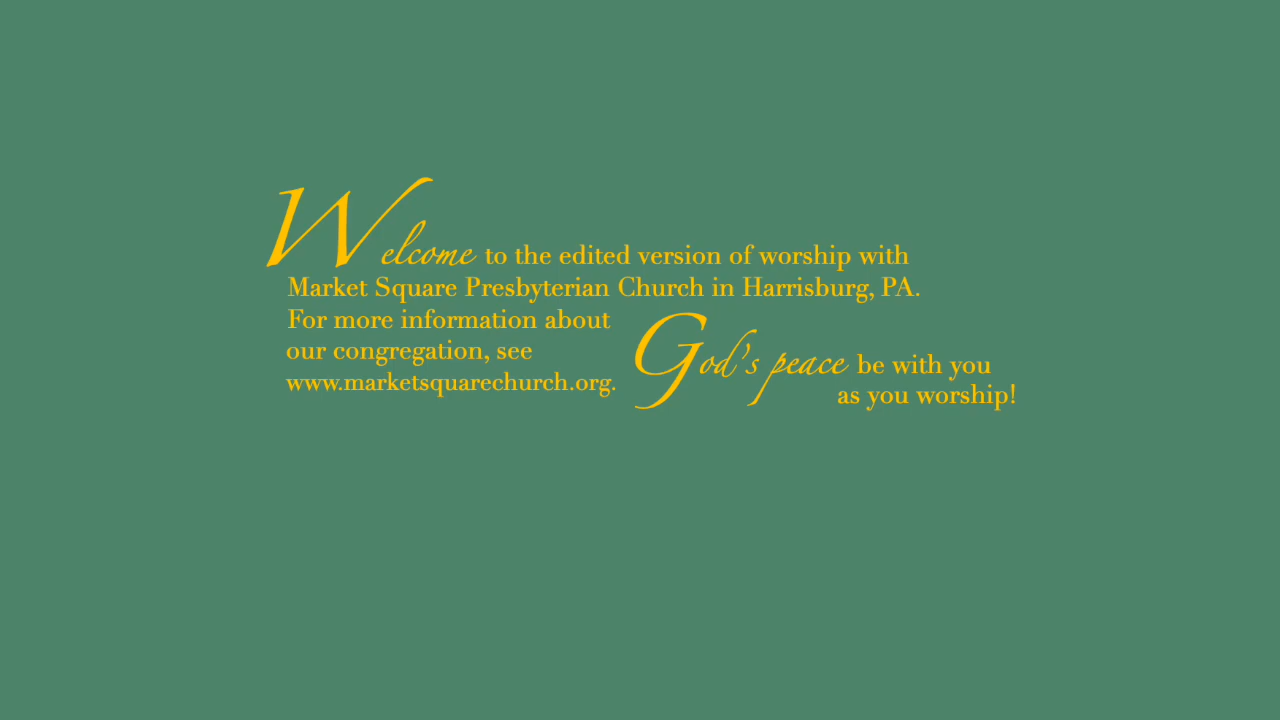 Welcome to the edited version of worship with
Market Square Presbyterian Church in Harrisburg, PA.
For more information about
our congregation, see
www.marketsquarechurch.org.
God's peace be with you
as you worship!